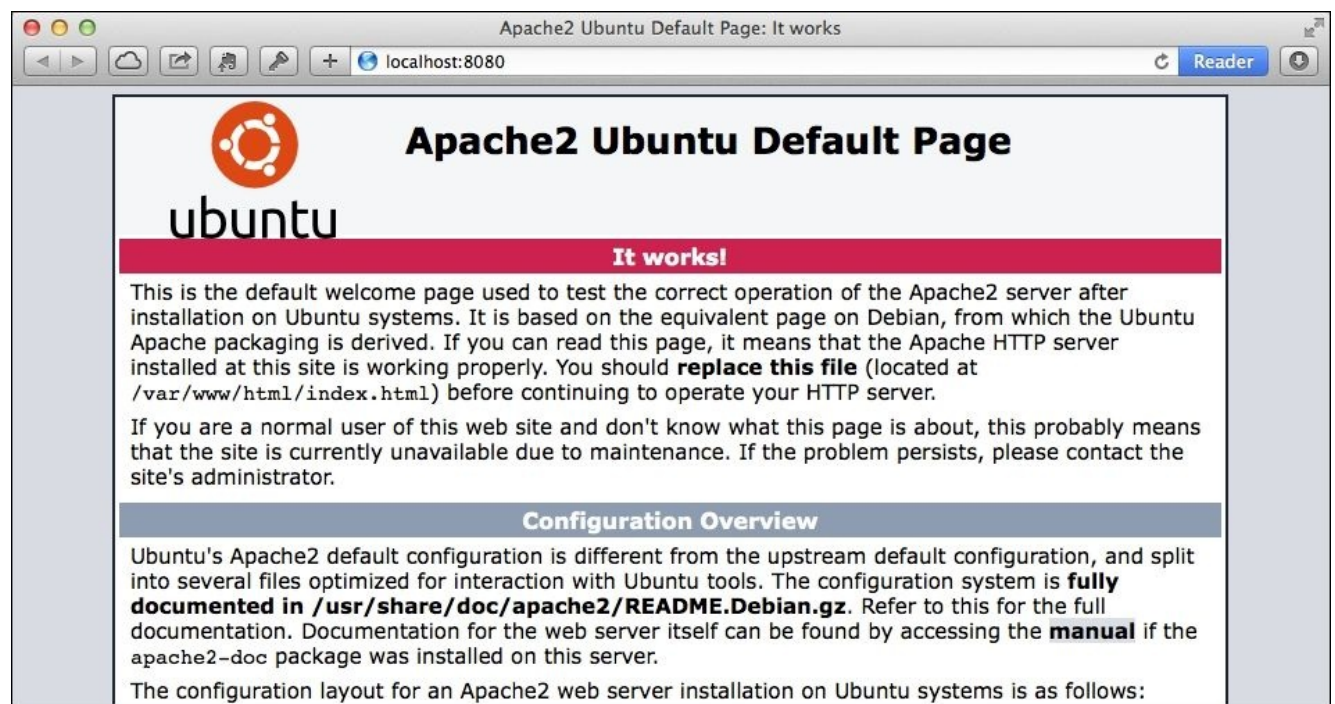 Apache2 Ubuntu Default Page: It works
localhost:8080
Reader
ubuntu
Apache2 Ubuntu Default Page
It works!
This is the default welcome page used to test the correct operation of the Apache2 server after
installation on Ubuntu systems. It is based on the equivalent page on Debian, from which the Ubuntu
Apache packaging is derived. If you can read this page, it means that the Apache HTTP server
installed at this site is working properly. You should replace this file (located at
/var/www/html/index.html) before continuing to operate your HTTP server.
If you are a normal user of this web site and don't know what this page is about, this probably means
that the site is currently unavailable due to maintenance. If the problem persists, please contact the
site's administrator.
Configuration Overview
Ubuntu's Apache2 default configuration is different from the upstream default configuration, and split
into several files optimized for interaction with Ubuntu tools. The configuration system is fully
documented in /usr/share/doc/apache2/README.Debian.gz. Refer to this for the full
documentation. Documentation for the web server itself can be found by accessing the manual if the
apache2-doc package was installed on this server.
The configuration layout for an Apache2 web server installation on Ubuntu systems is as follows: